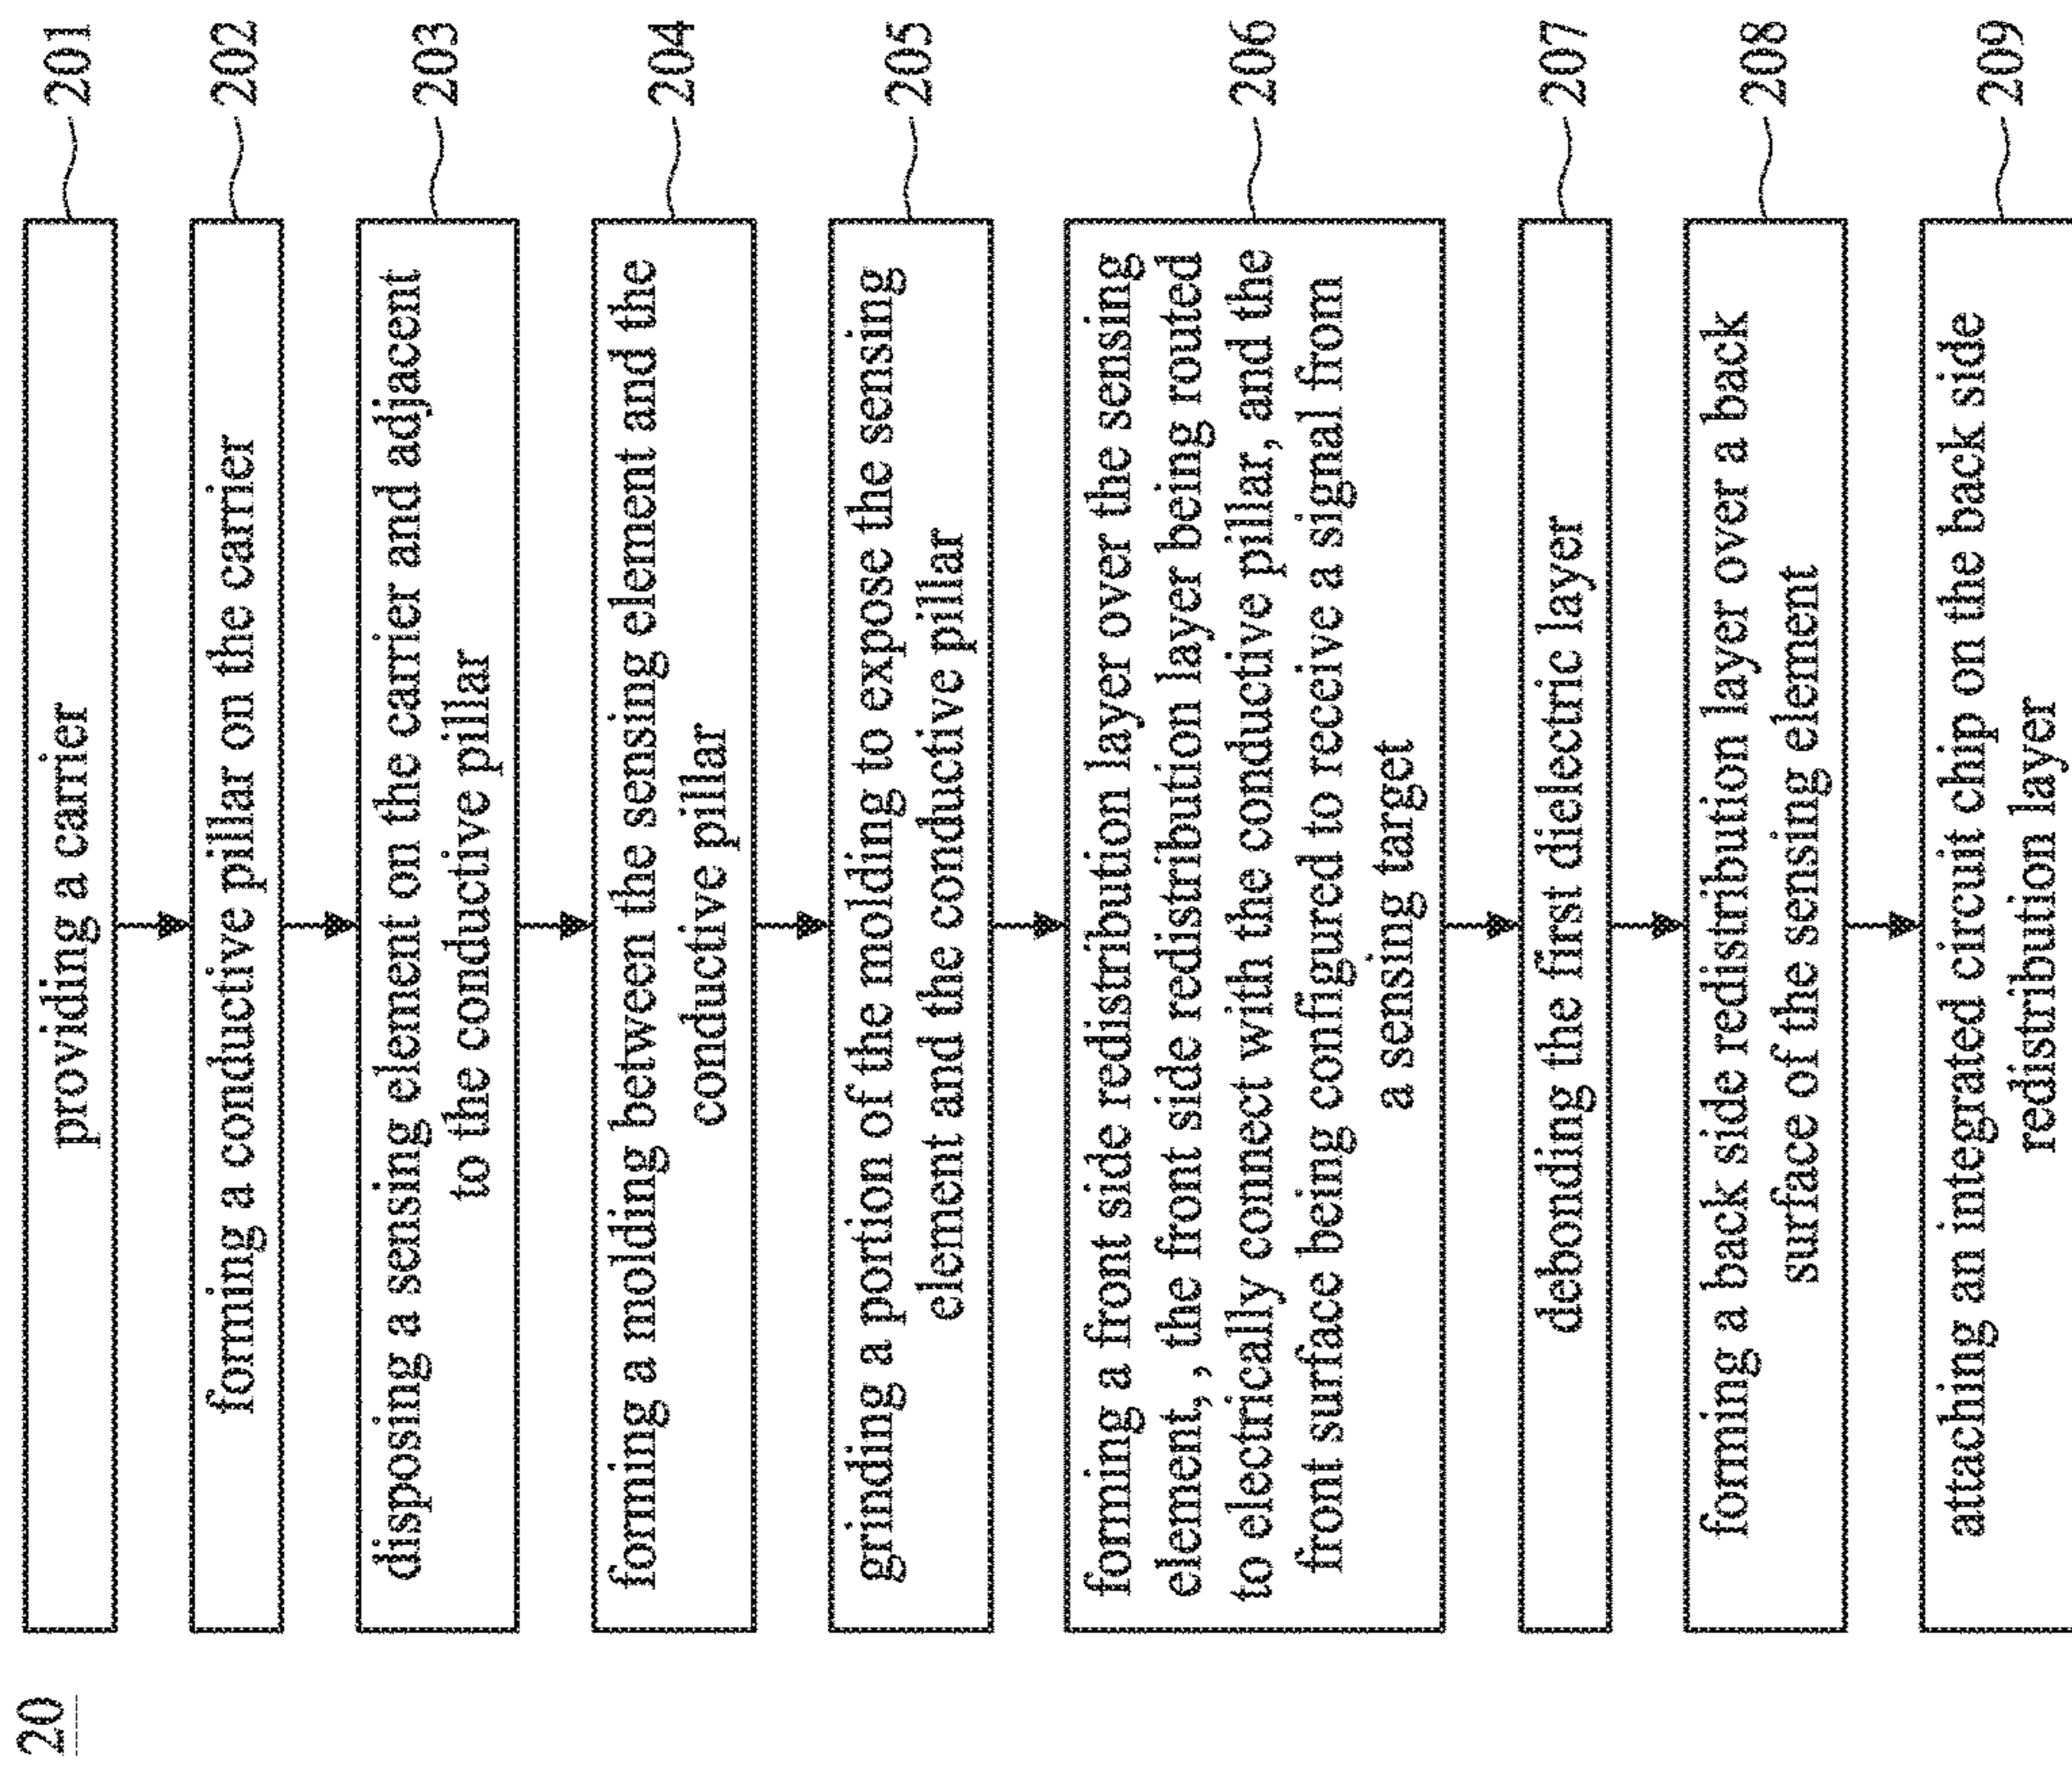 20
providing a carrier
201
forming a conductive pillar on the carrier
202
disposing a sensing element on the carrier and adjacent
to the conductive pillar
203
forming a molding between the sensing element and the
conductive pillar
204
grinding a portion of the molding to expose the sensing
element and the conductive pillar
205
forming a front side redistribution layer over the sensing
element, , the front side redistribution layer being routed
to electrically connect with the conductive pillar, and the
front surface being configured to receive a signal from
a sensing target
206
debonding the first dielectric layer
207
forming a back side redistribution layer over a back
surface of the sensing element
208
attaching an integrated circuit chip on the back side
redistribution layer
209